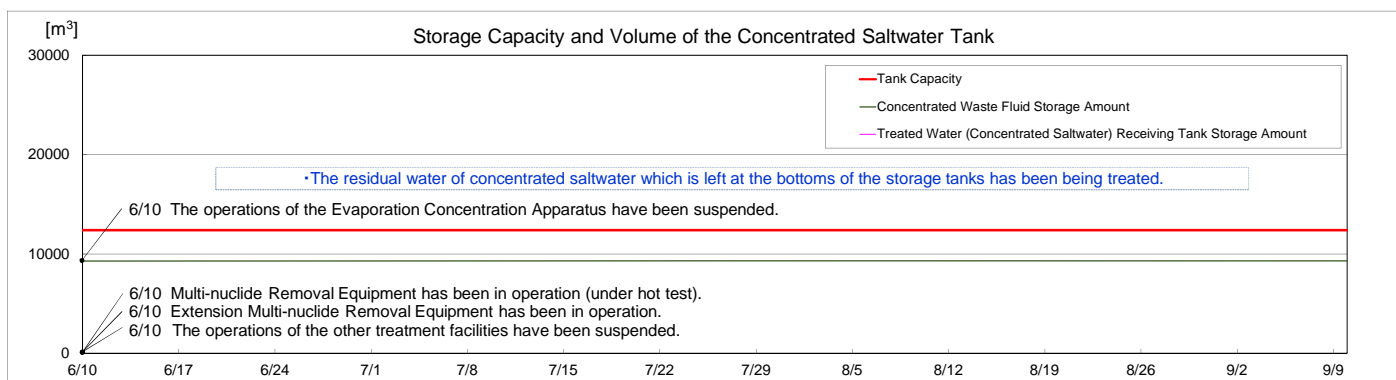 [m³]
Storage Capacity and Volume of the Concentrated Saltwater Tank
30000
Tank Capacity
Concentrated Waste Fluid Storage Amount
Treated Water (Concentrated Saltwater) Receiving Tank Storage Amount
20000
・The residual water of concentrated saltwater which is left at the bottoms of the storage tanks has been being treated.
6/10 The operations of the Evaporation Concentration Apparatus have been suspended.
10000
6/10 Multi-nuclide Removal Equipment has been in operation (under hot test).
6/10 Extension Multi-nuclide Removal Equipment has been in operation.
6/10 The operations of the other treatment facilities have been suspended.
0
6/10 6/17 6/24 7/1 7/8 7/15 7/22 7/29 8/5 8/12 8/19 8/26 9/2 9/9